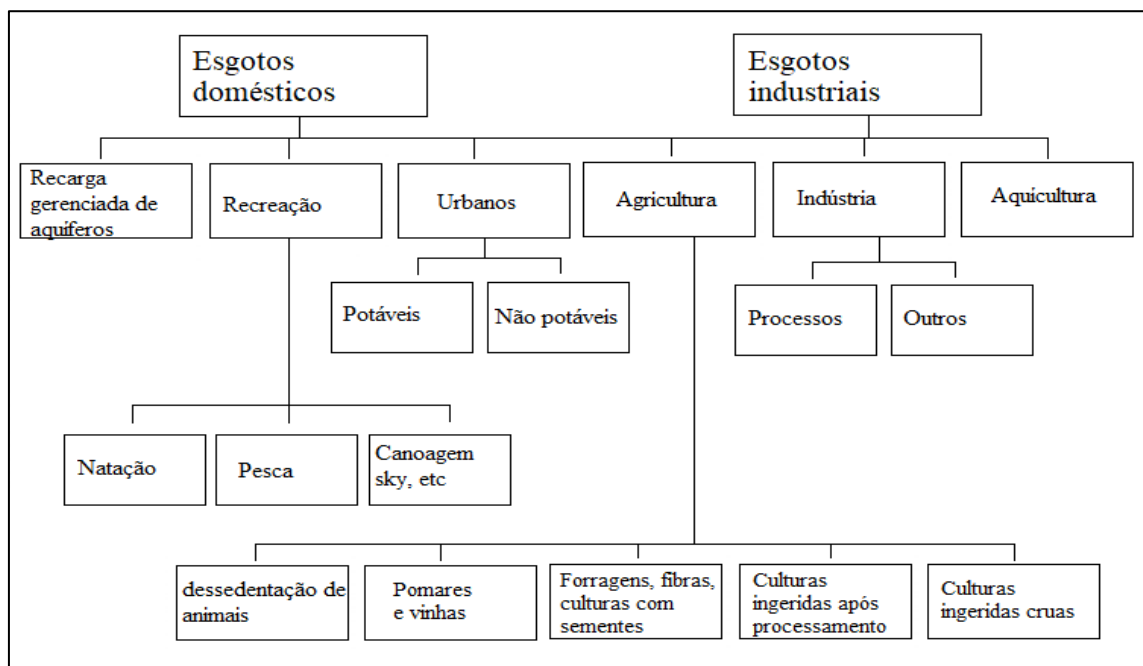 Esgotos
domésticos
Esgotos
industriais
Recarga
gerenciada de
aquíferos
Recreação
Urbanos
Agricultura
Indústria
Aquicultura
Potáveis
Não potáveis
Processos
Outros
Natação
Pesca
Canoagem
sky, etc
dessedentação de
animais
Pomares
e vinhas
Forragens, fibras,
culturas com
sementes
Culturas
ingeridas após
processamento
Culturas
ingeridas cruas